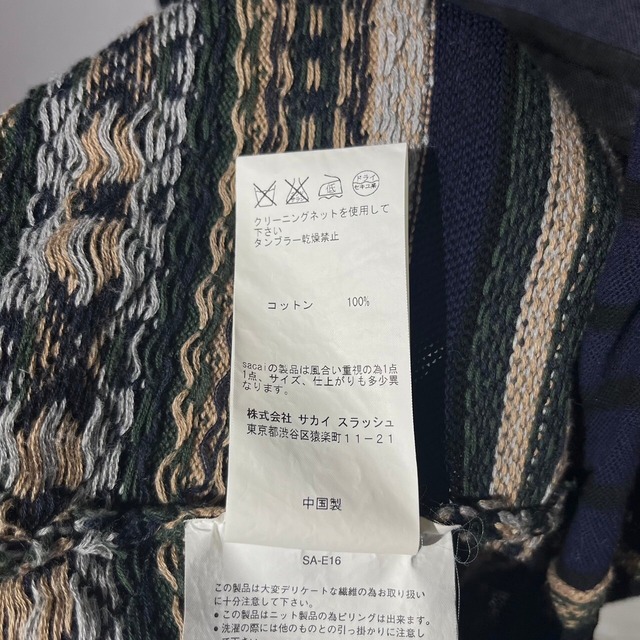 低 ドライ
クリーニングネットを使用して
下さい
タンブラー乾燥禁止
コットン 100%
sacaiの製品は風合い重視の為1点
1点、サイズ、仕上がりも多少異
なります。
株式会社 サカイ スラッシュ
東京都渋谷区猿楽町11-21
中国製
SA-E16
この製品は大変デリケートな繊維の為お取り扱い
に十分注意して下さい。
●この製品はニット製品の為ピリングは出来ます。
●洗濯の際には他のものとの引っ掛かりに注意し